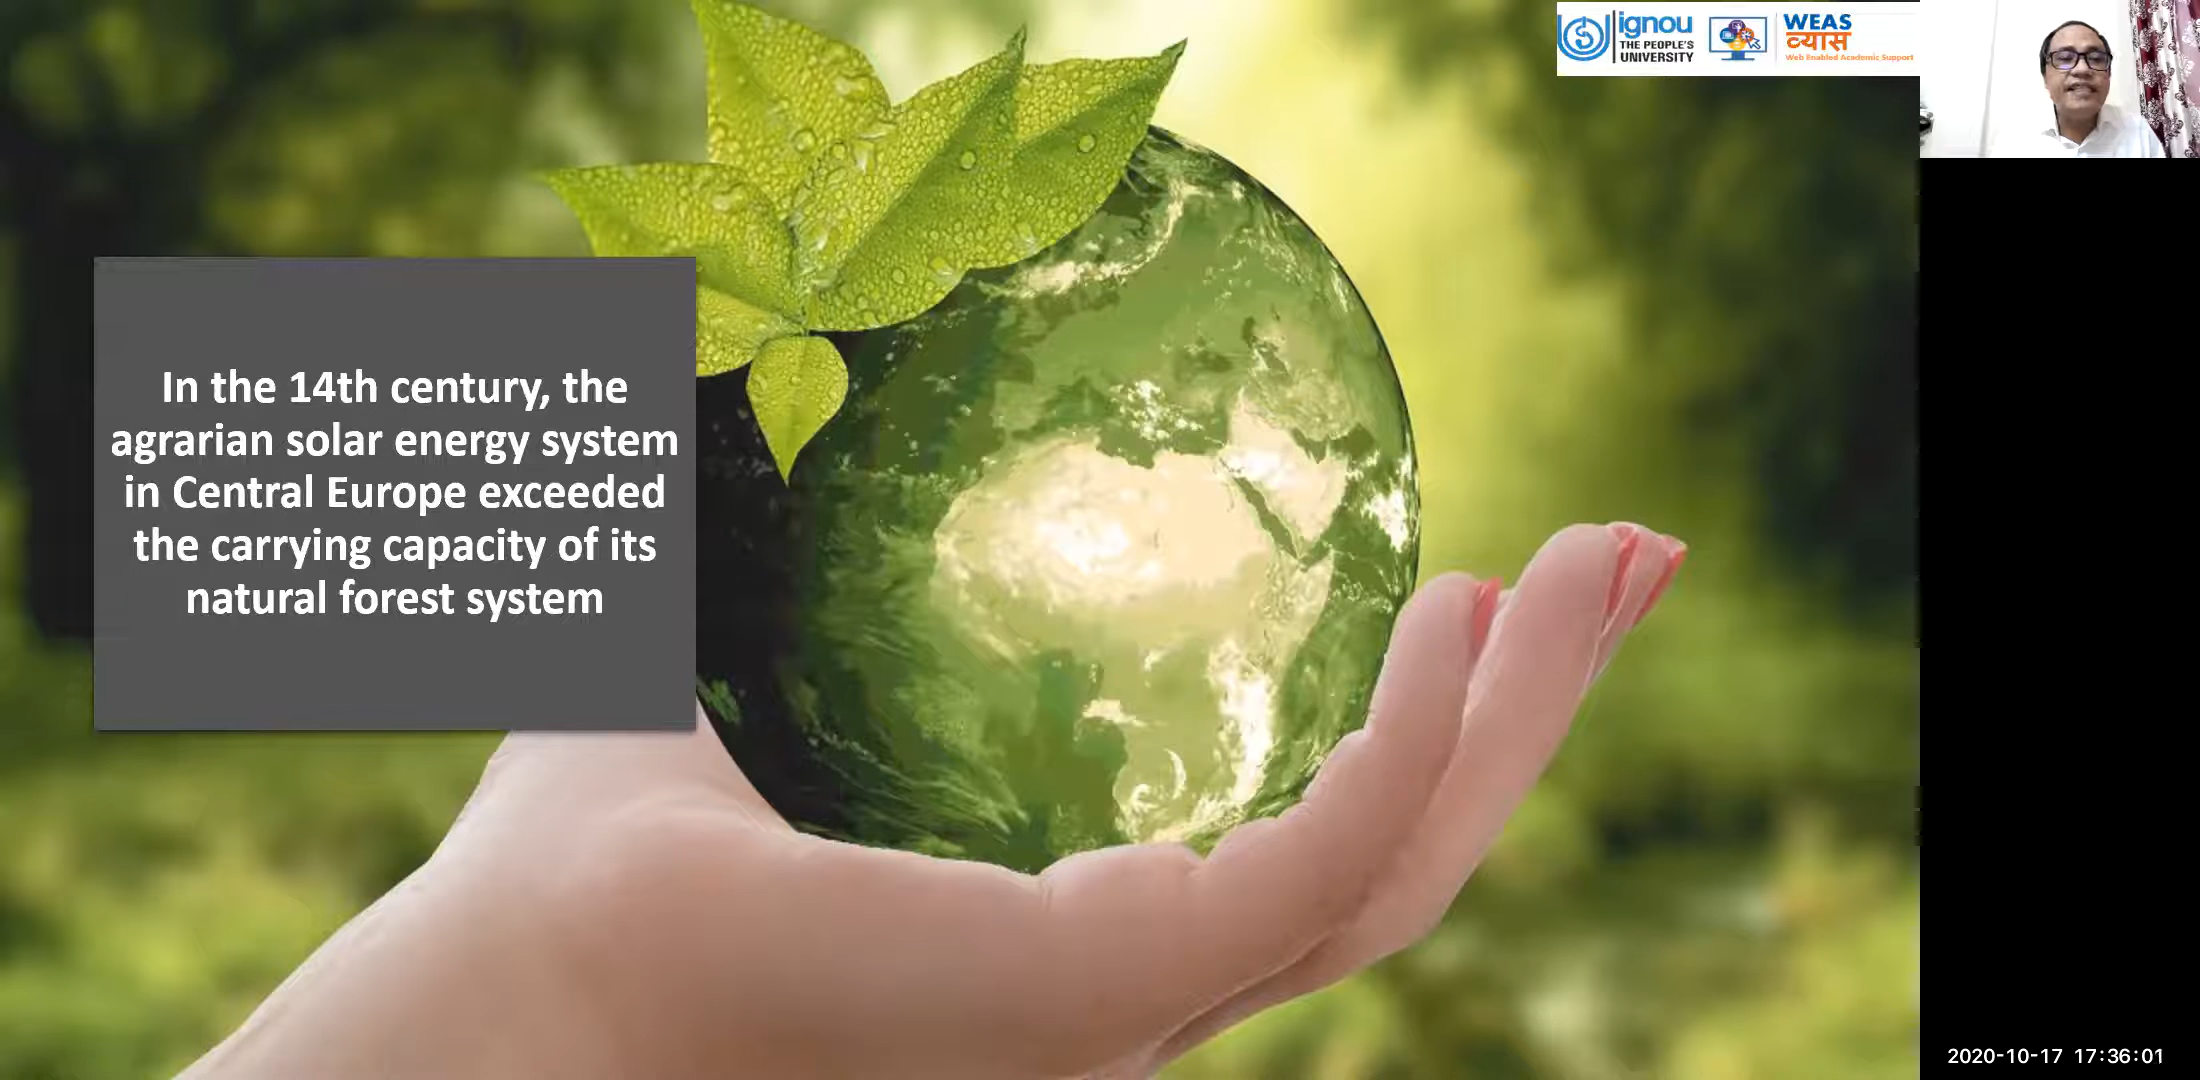 ignou
THE PEOPLE'S
UNIVERSITY
WEAS
व्यास
Web Enabled Academic Support
In the 14th century, the
agrarian solar energy system
in Central Europe exceeded
the carrying capacity of its
natural forest system
2020-10-17 17:36:01